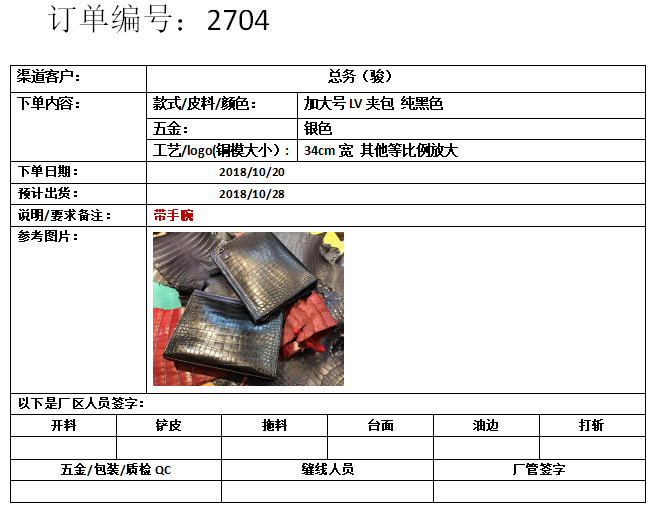 订单编号：2704
渠道客户： 总务（骏）
下单内容： 款式/皮料/颜色： 加大号 LV 夹包 纯黑色
五金： 银色
工艺/logo(铜模大小）: 34cm 宽 其他等比例放大
下单日期： 2018/10/20
预计出货： 2018/10/28
说明/要求备注： 带手腕
参考图片：
以下是厂区人员签字：
开料 铲皮 拖料 台面 油边 打斩
五金/包装/质检 QC 缝线人员 厂管签字